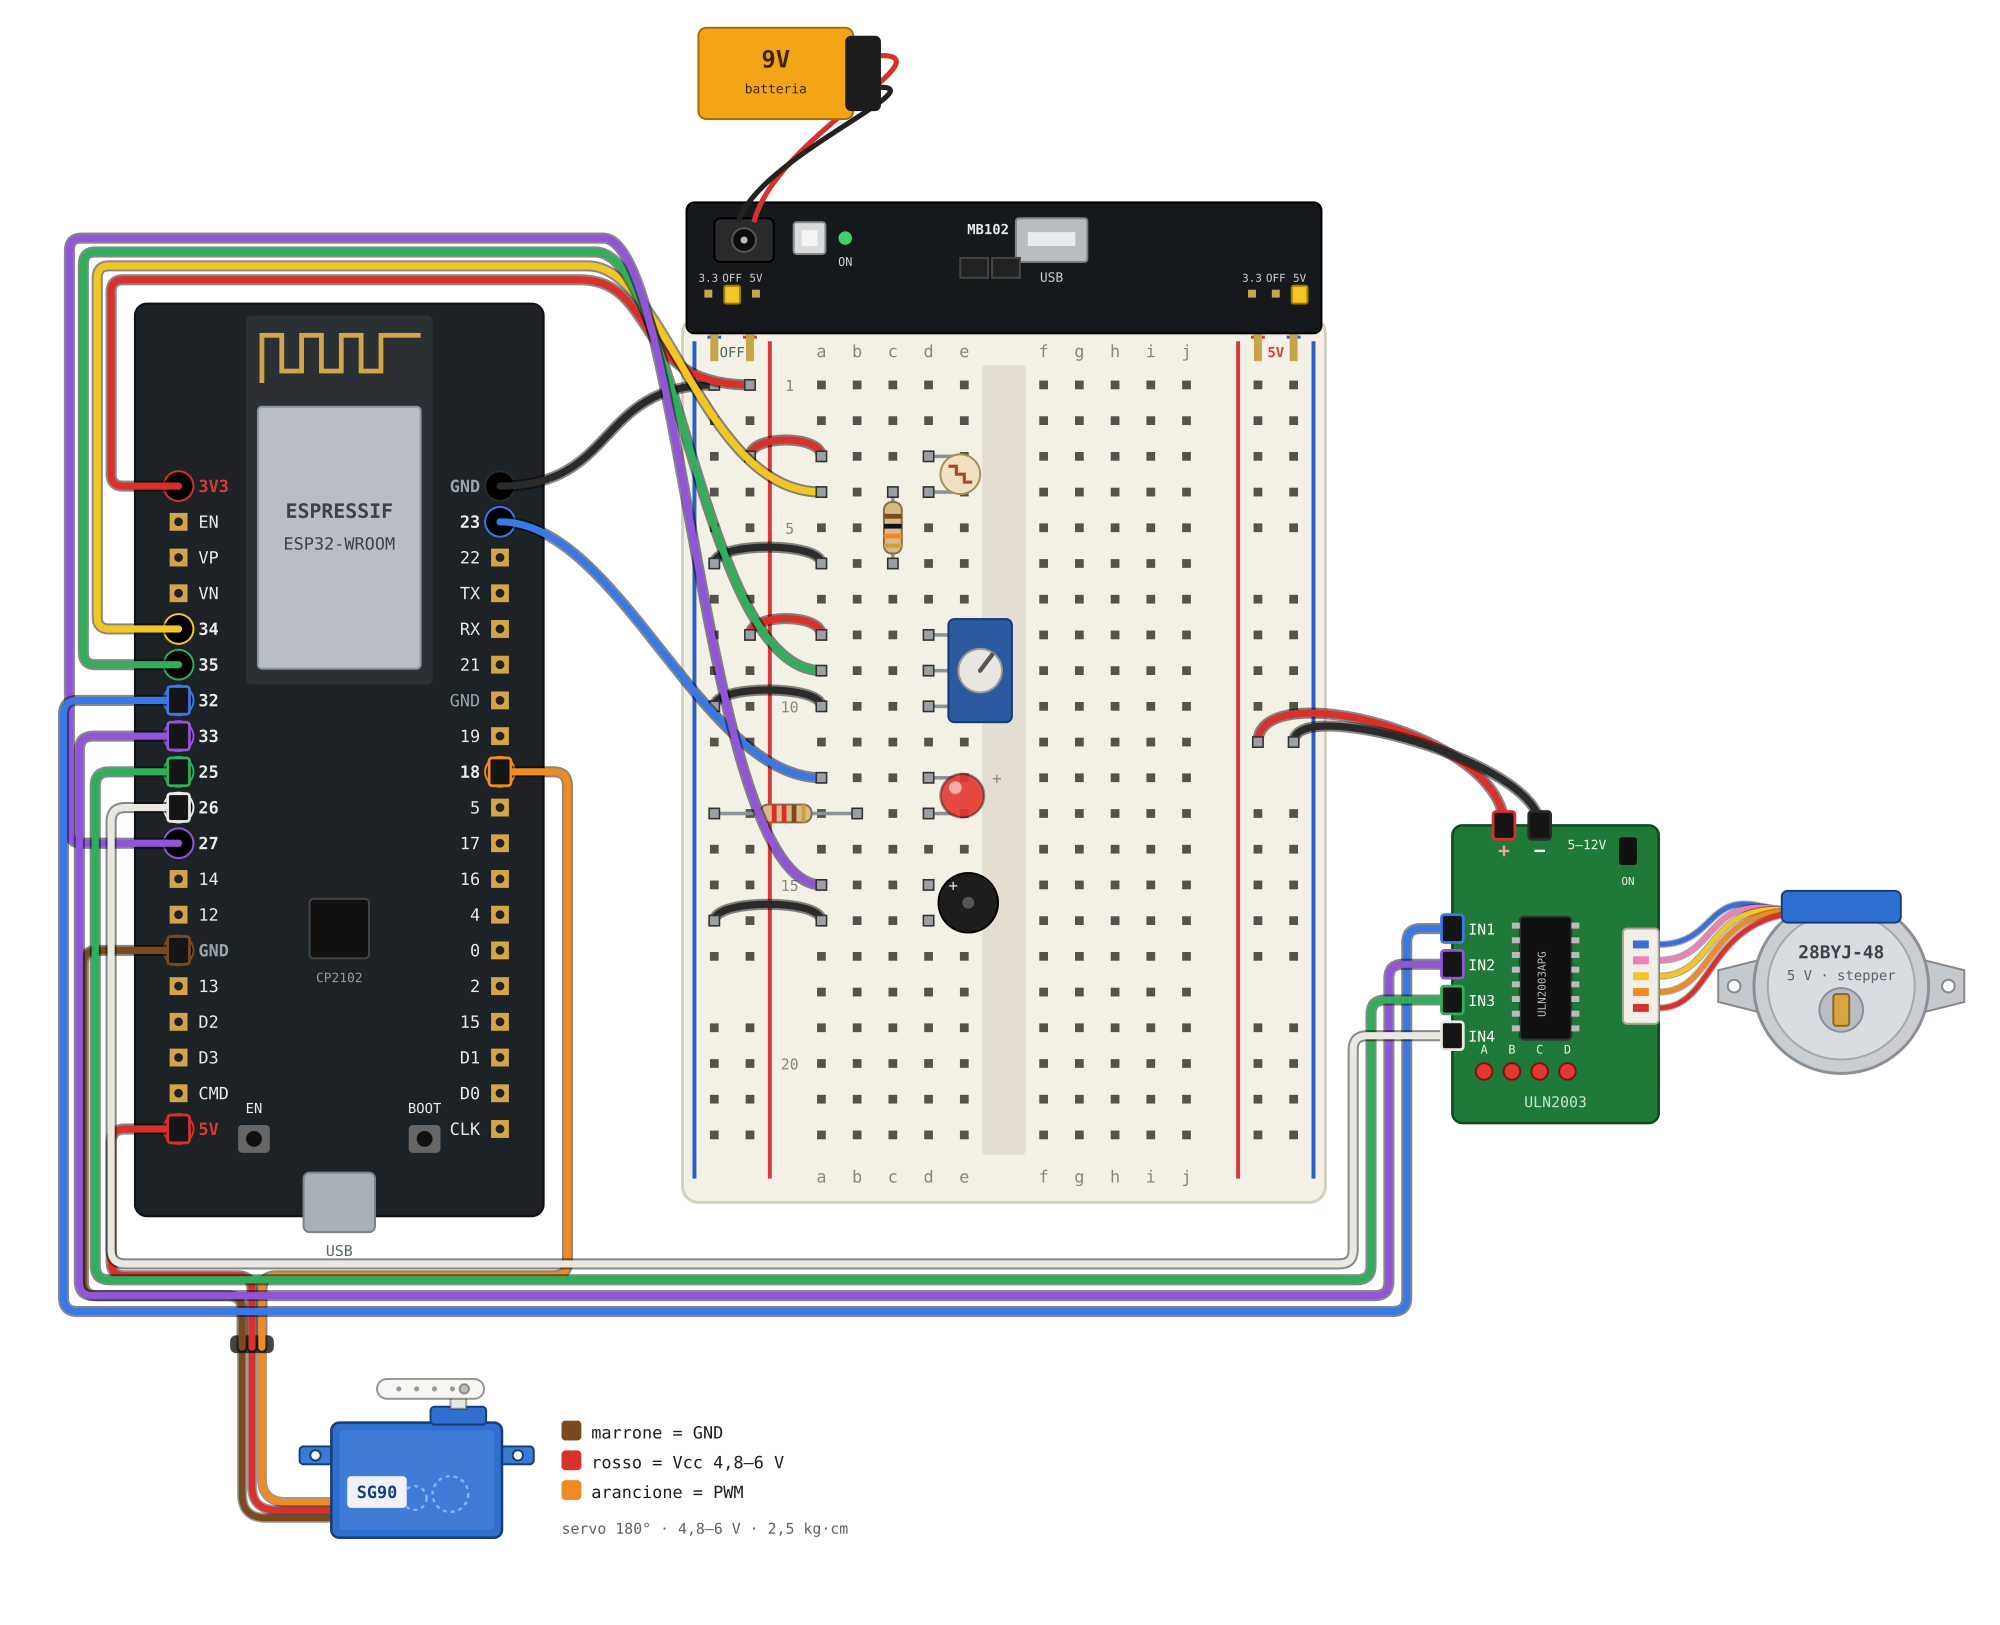 9V
batteria
MB102
ON
USB
3.3 OFF 5V
3.3 OFF 5V
OFF
a b c d e
f g h i j
5V
1
5
10
15
20
+
+
a b c d e
f g h i j
ESPRESSIF
ESP32-WROOM
3V3
EN
VP
VN
34
35
32
33
25
26
27
14
12
GND
13
D2
D3
CMD
5V
GND
23
22
TX
RX
21
GND
19
18
5
17
16
4
0
2
15
D1
D0
CLK
CP2102
EN
BOOT
USB
+ −
5–12V
ON
IN1
IN2
IN3
IN4
ULN2003APG
A B C D
ULN2003
28BYJ-48
5 V · stepper
SG90
marrone = GND
rosso = Vcc 4,8–6 V
arancione = PWM
servo 180° · 4,8–6 V · 2,5 kg·cm